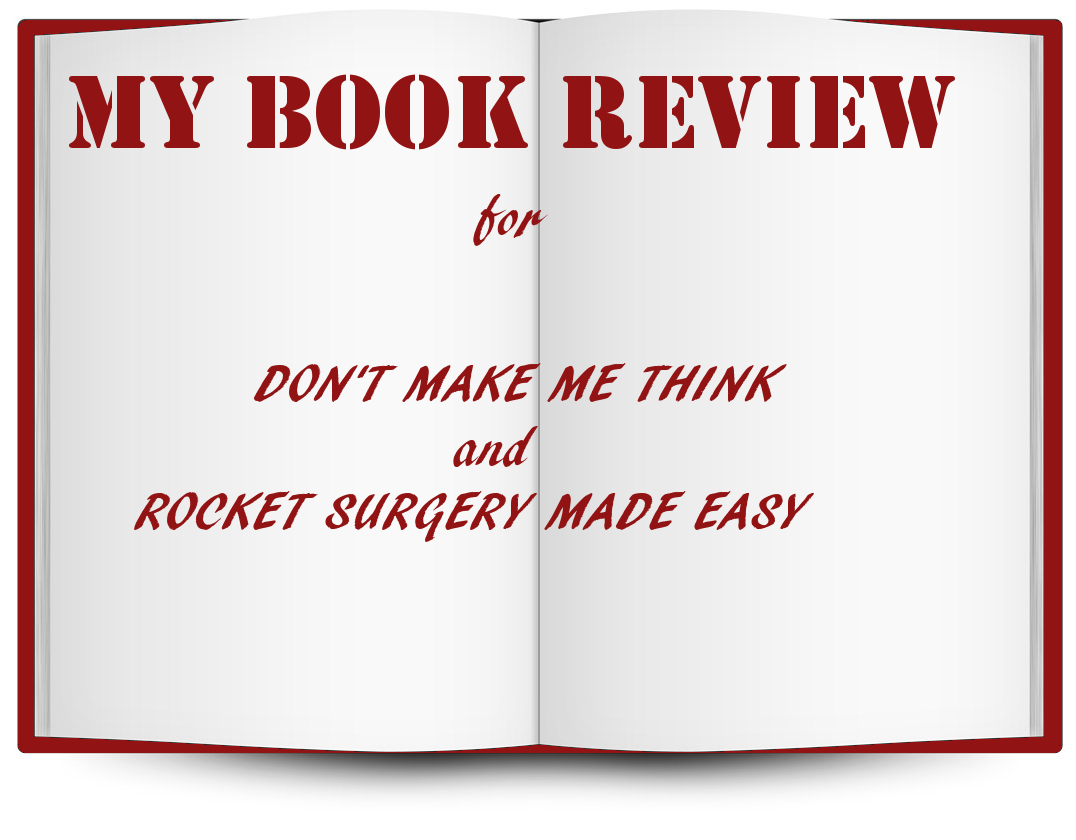 MY BOOK REVIEW
for
DON'T MAKE ME THINK
and
ROCKET SURGERY MADE EASY